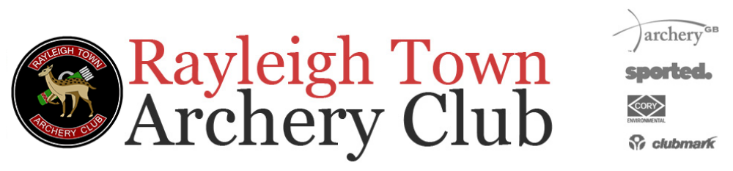 RAYLEIGH TOWN
ARCHERY CLUB
Rayleigh Town
Archery Club
archery GB
sported.
CORY
ENVIRONMENTAL
clubmark